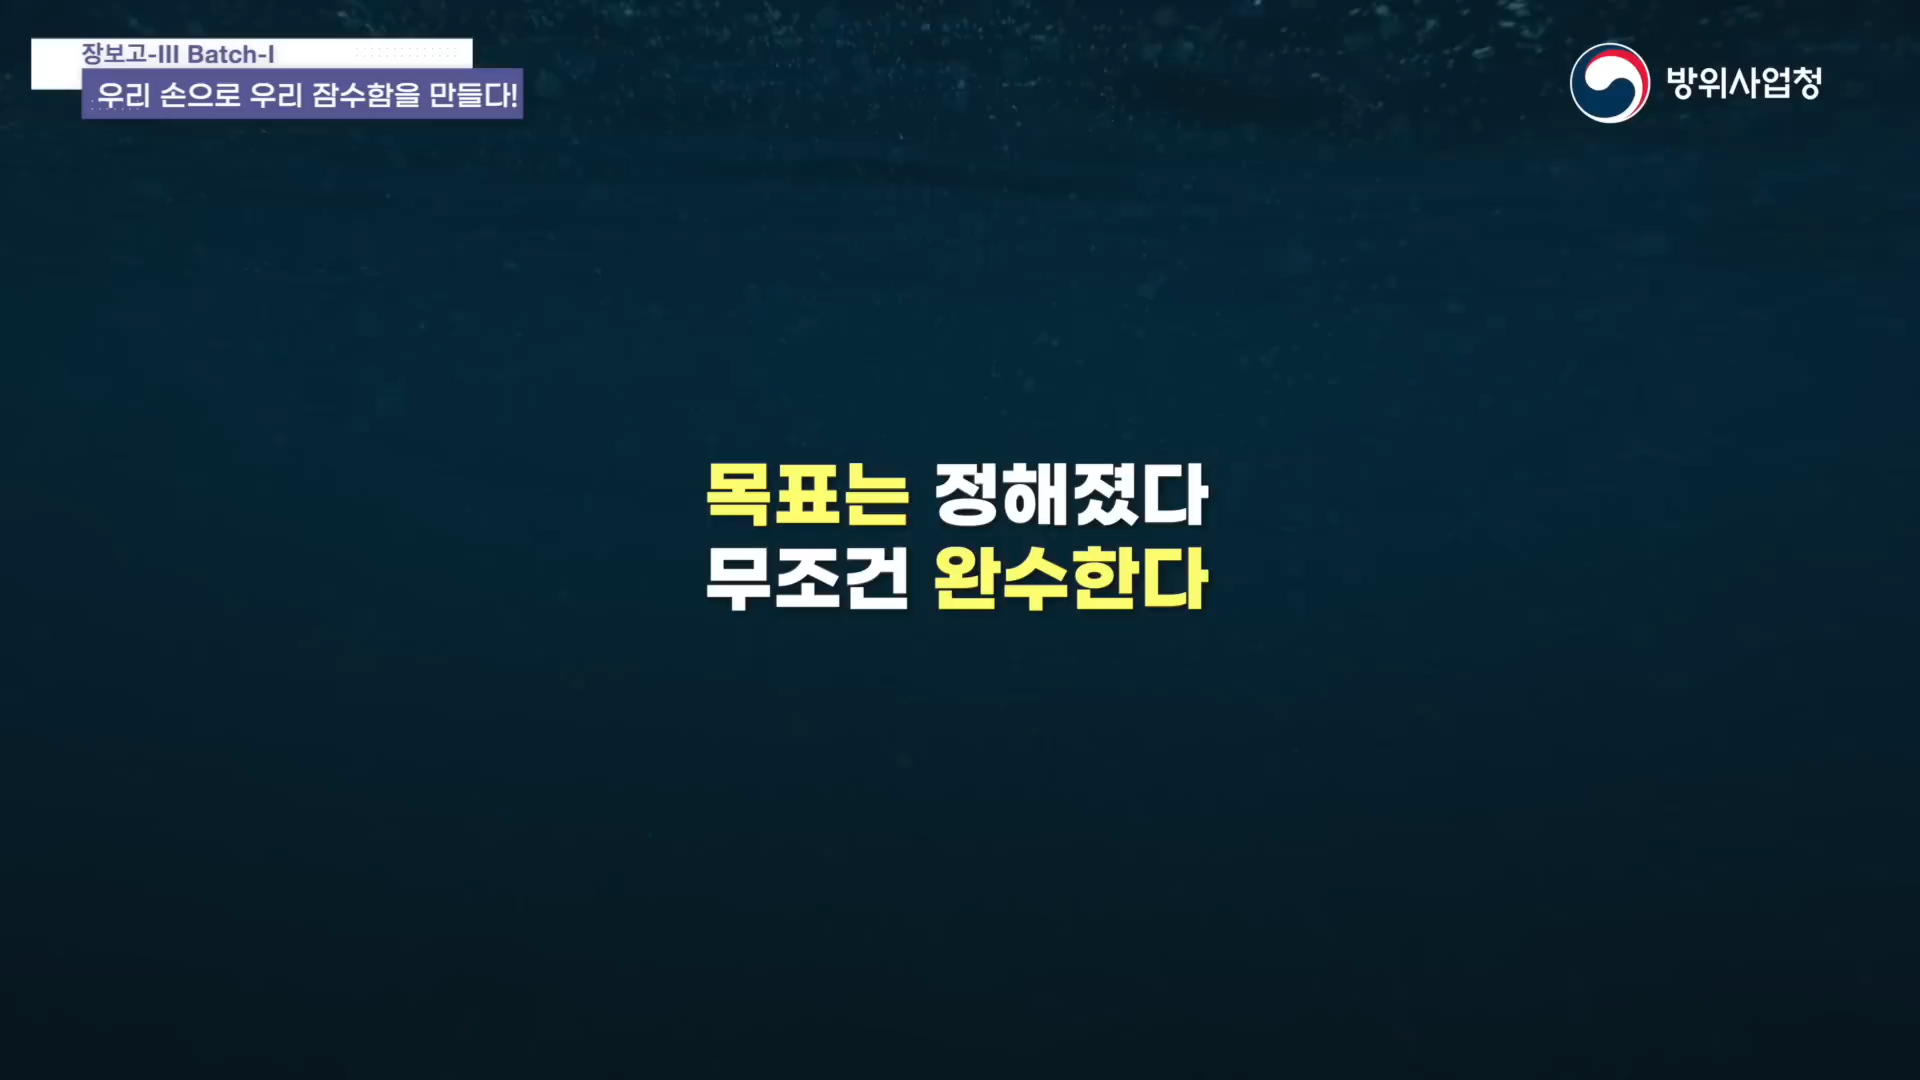 장보고-III Batch-I
우리 손으로 우리 잠수함을 만들다!
방위사업청
목표는 정해졌다
무조건 완수한다